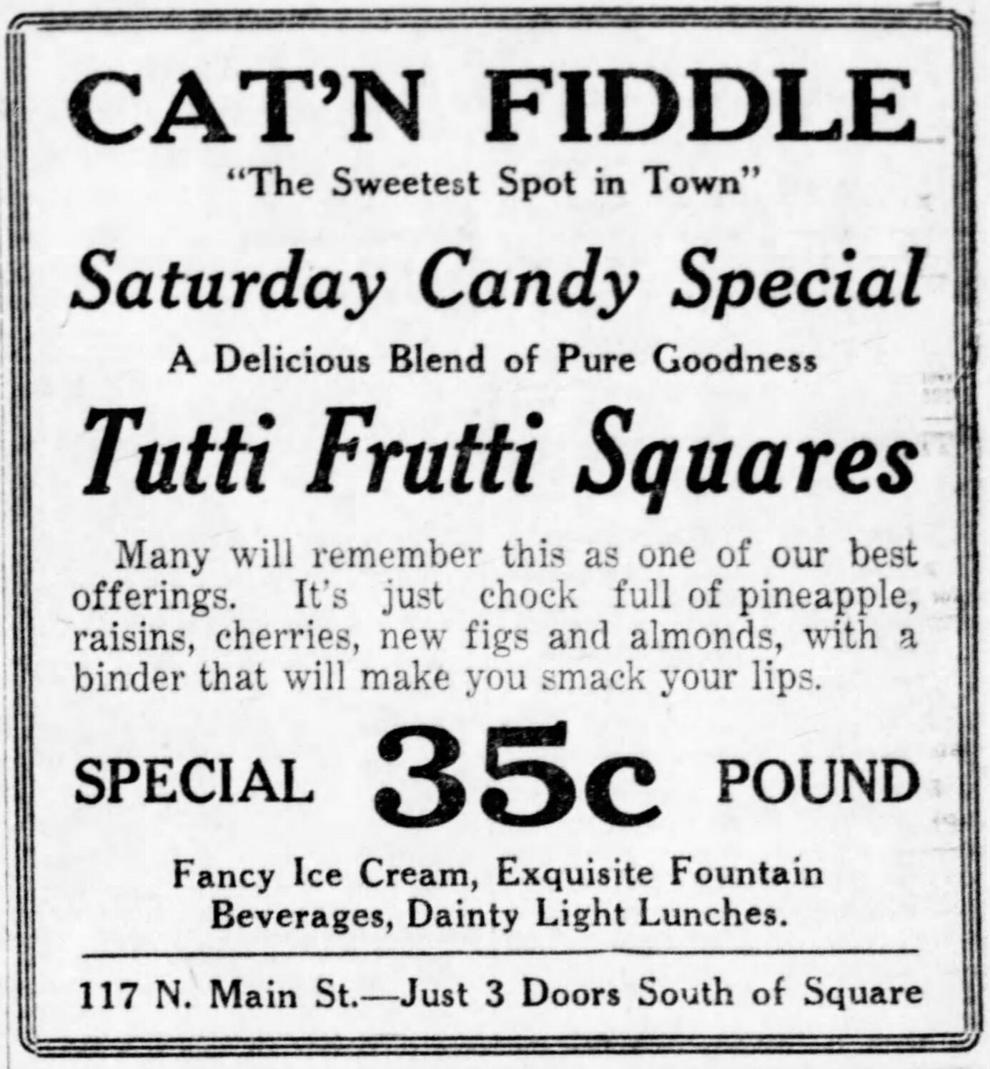 CAT'N FIDDLE
“The Sweetest Spot in Town”
Saturday Candy Special
A Delicious Blend of Pure Goodness
Tutti Frutti Squares
Many will remember this as one of our best
offerings. It's just chock full of pineapple,
raisins, cherries, new figs and almonds, with a
binder that will make you smack your lips.
SPECIAL 35c POUND
Fancy Ice Cream, Exquisite Fountain
Beverages, Dainty Light Lunches.
117 N. Main St.—Just 3 Doors South of Square